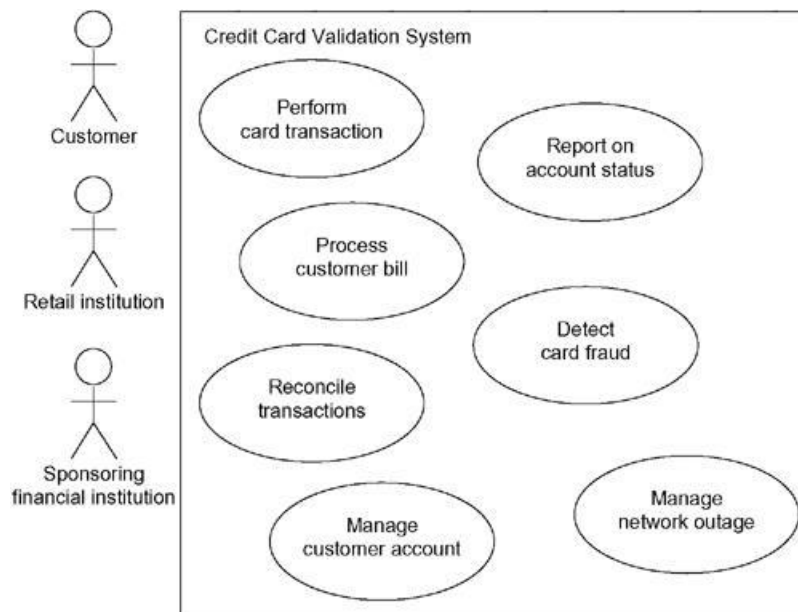 Credit Card Validation System
Customer
Retail institution
Sponsoring
financial institution
Perform
card transaction
Report on
account status
Process
customer bill
Detect
card fraud
Reconcile
transactions
Manage
customer account
Manage
network outage